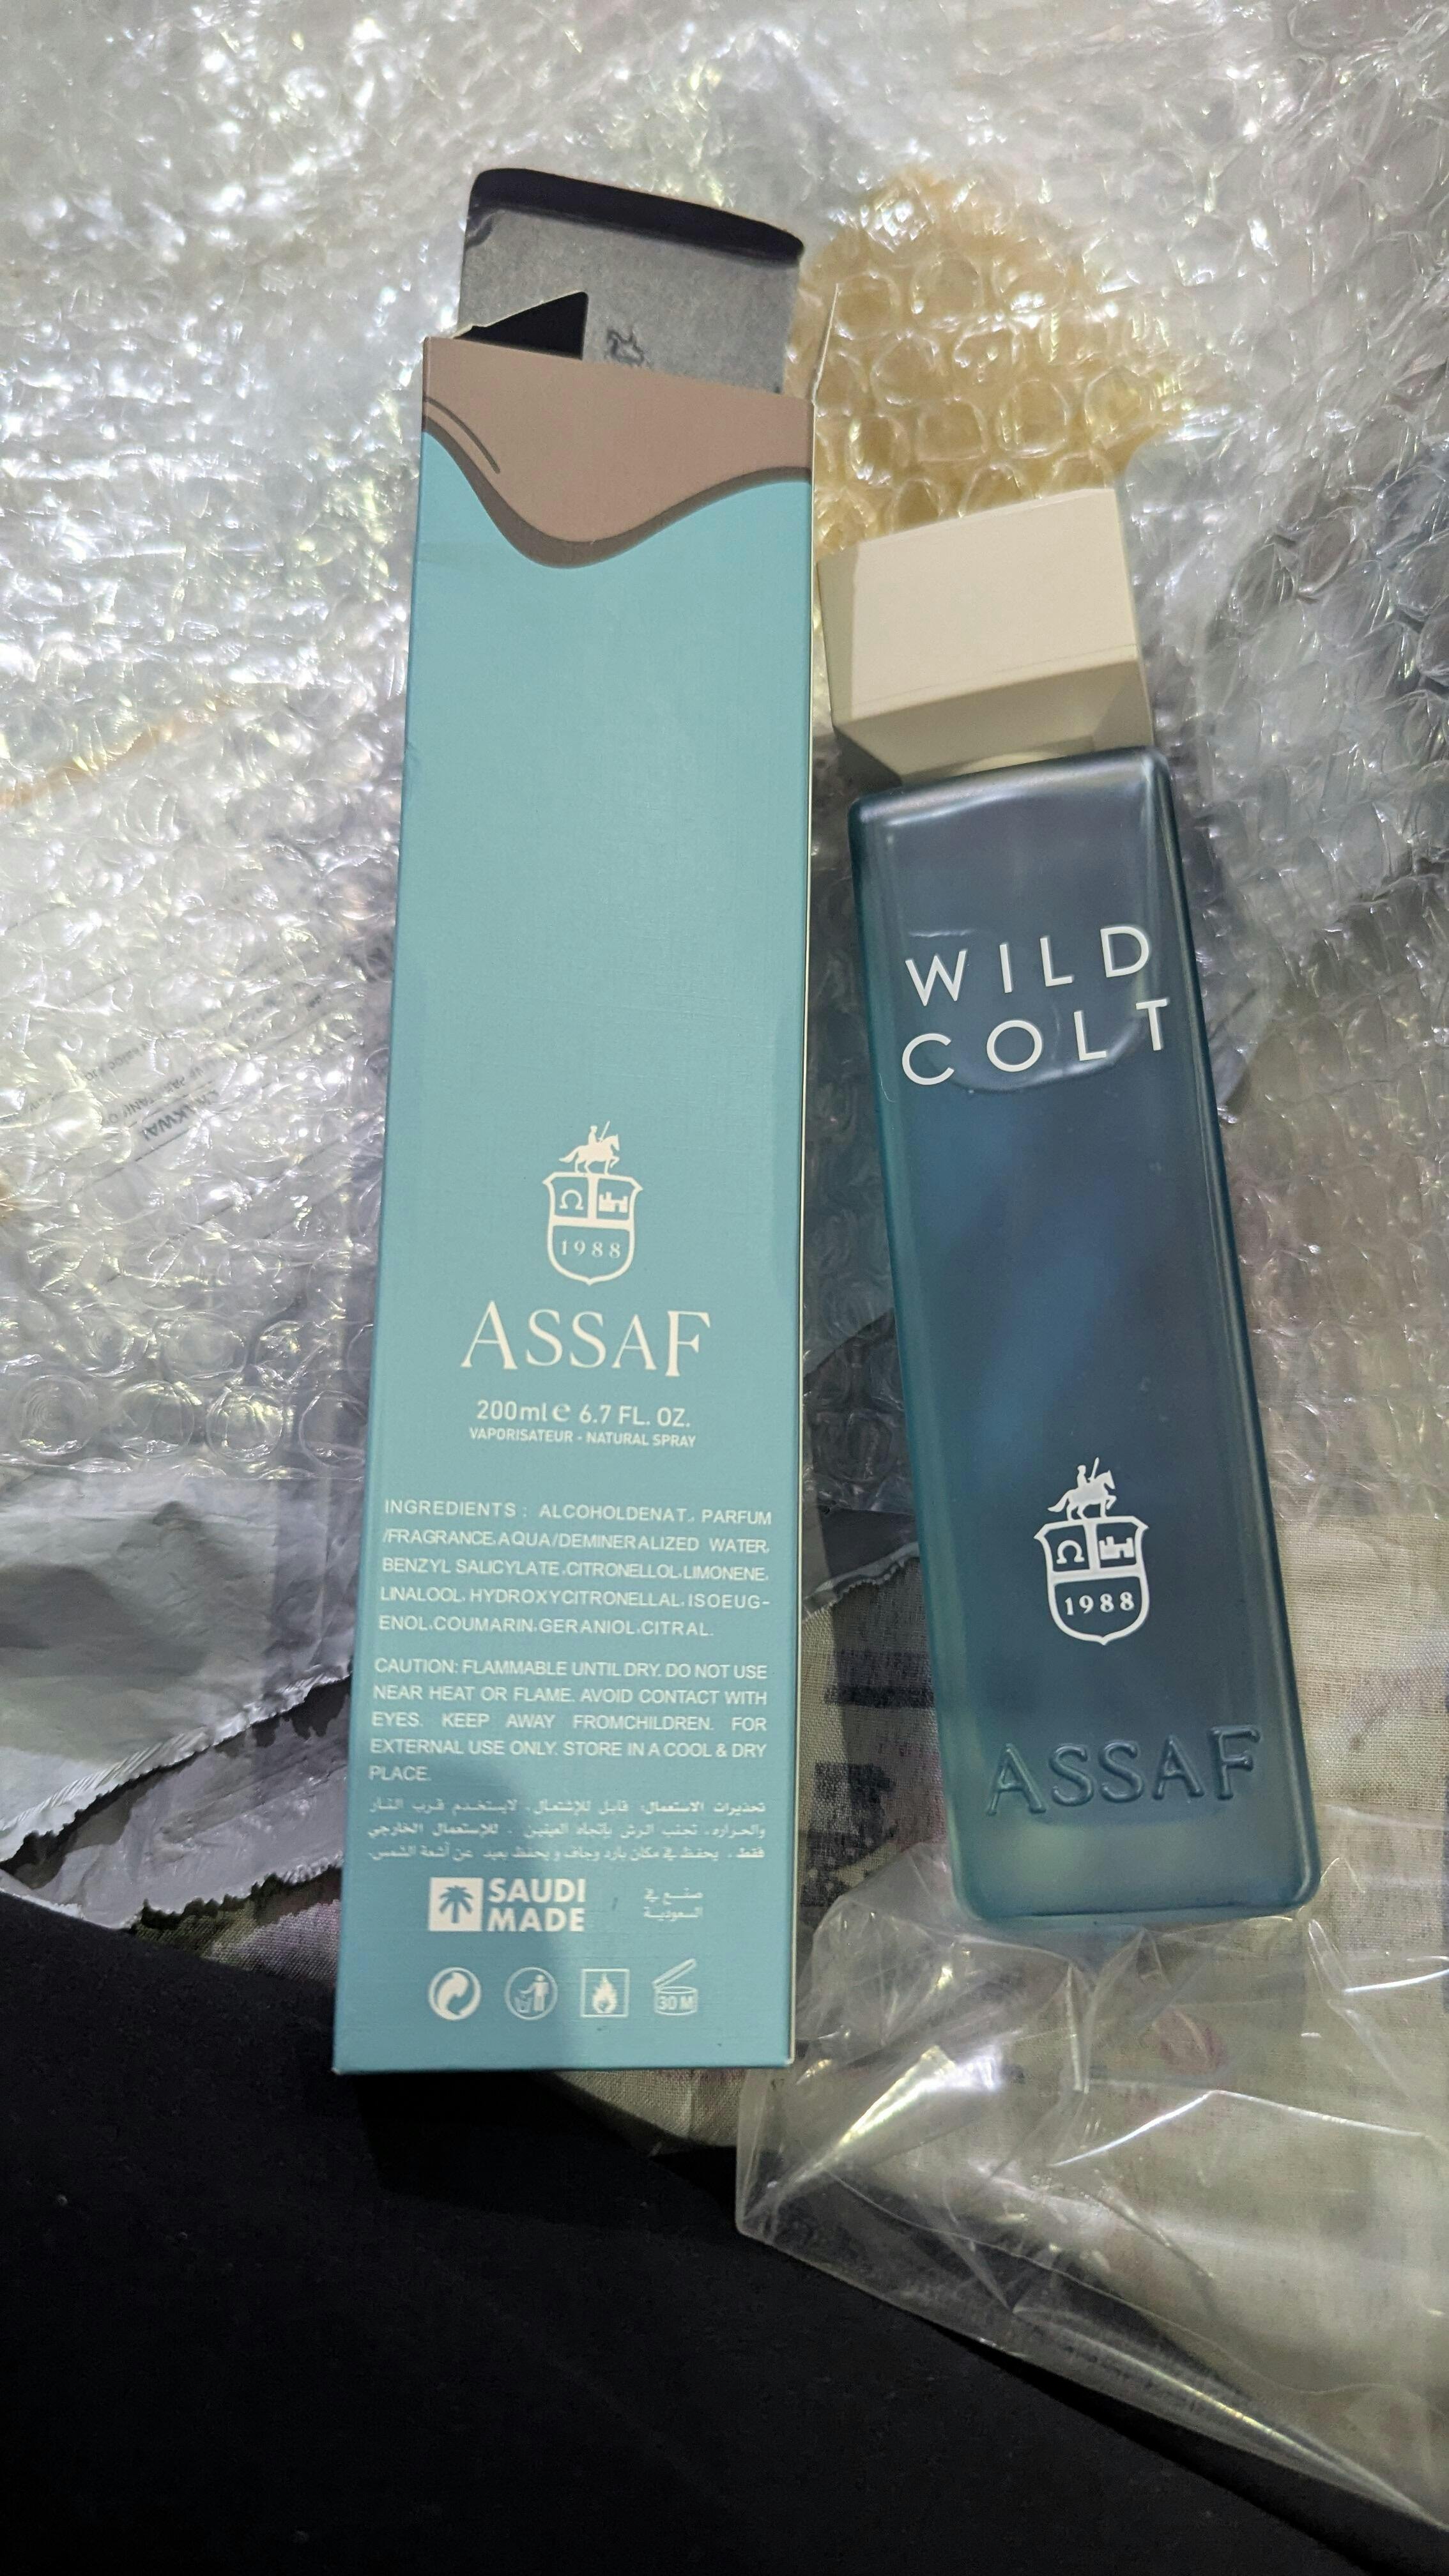 1988
ASSAF
200ml e 6.7 FL. OZ.
VAPORISATEUR - NATURAL SPRAY
INGREDIENTS : ALCOHOLDENAT., PARFUM
/FRAGRANCE, AQUA/DEMINERALIZED WATER,
BENZYL SALICYLATE ,CITRONELLOL,LIMONENE,
LINALOOL, HYDROXYCITRONELLAL, ISOEUG-
ENOL,COUMARIN,GERANIOL,CITRAL.
CAUTION: FLAMMABLE UNTIL DRY. DO NOT USE
NEAR HEAT OR FLAME. AVOID CONTACT WITH
EYES. KEEP AWAY FROMCHILDREN. FOR
EXTERNAL USE ONLY. STORE IN A COOL & DRY
PLACE.
تحذيرات الاستعمال: قابل للإشتعال. لايستخدم قرب النار
والحرارة. تجنب الرش بإتجاه العينين . للإستعمال الخارجي
فقط . يحفظ في مكان بارد وجاف و يحفظ بعيد عن أشعة الشمس.
SAUDI
MADE
صنع في
السعودية
30 M
WILD
COLT
1988
ASSAF